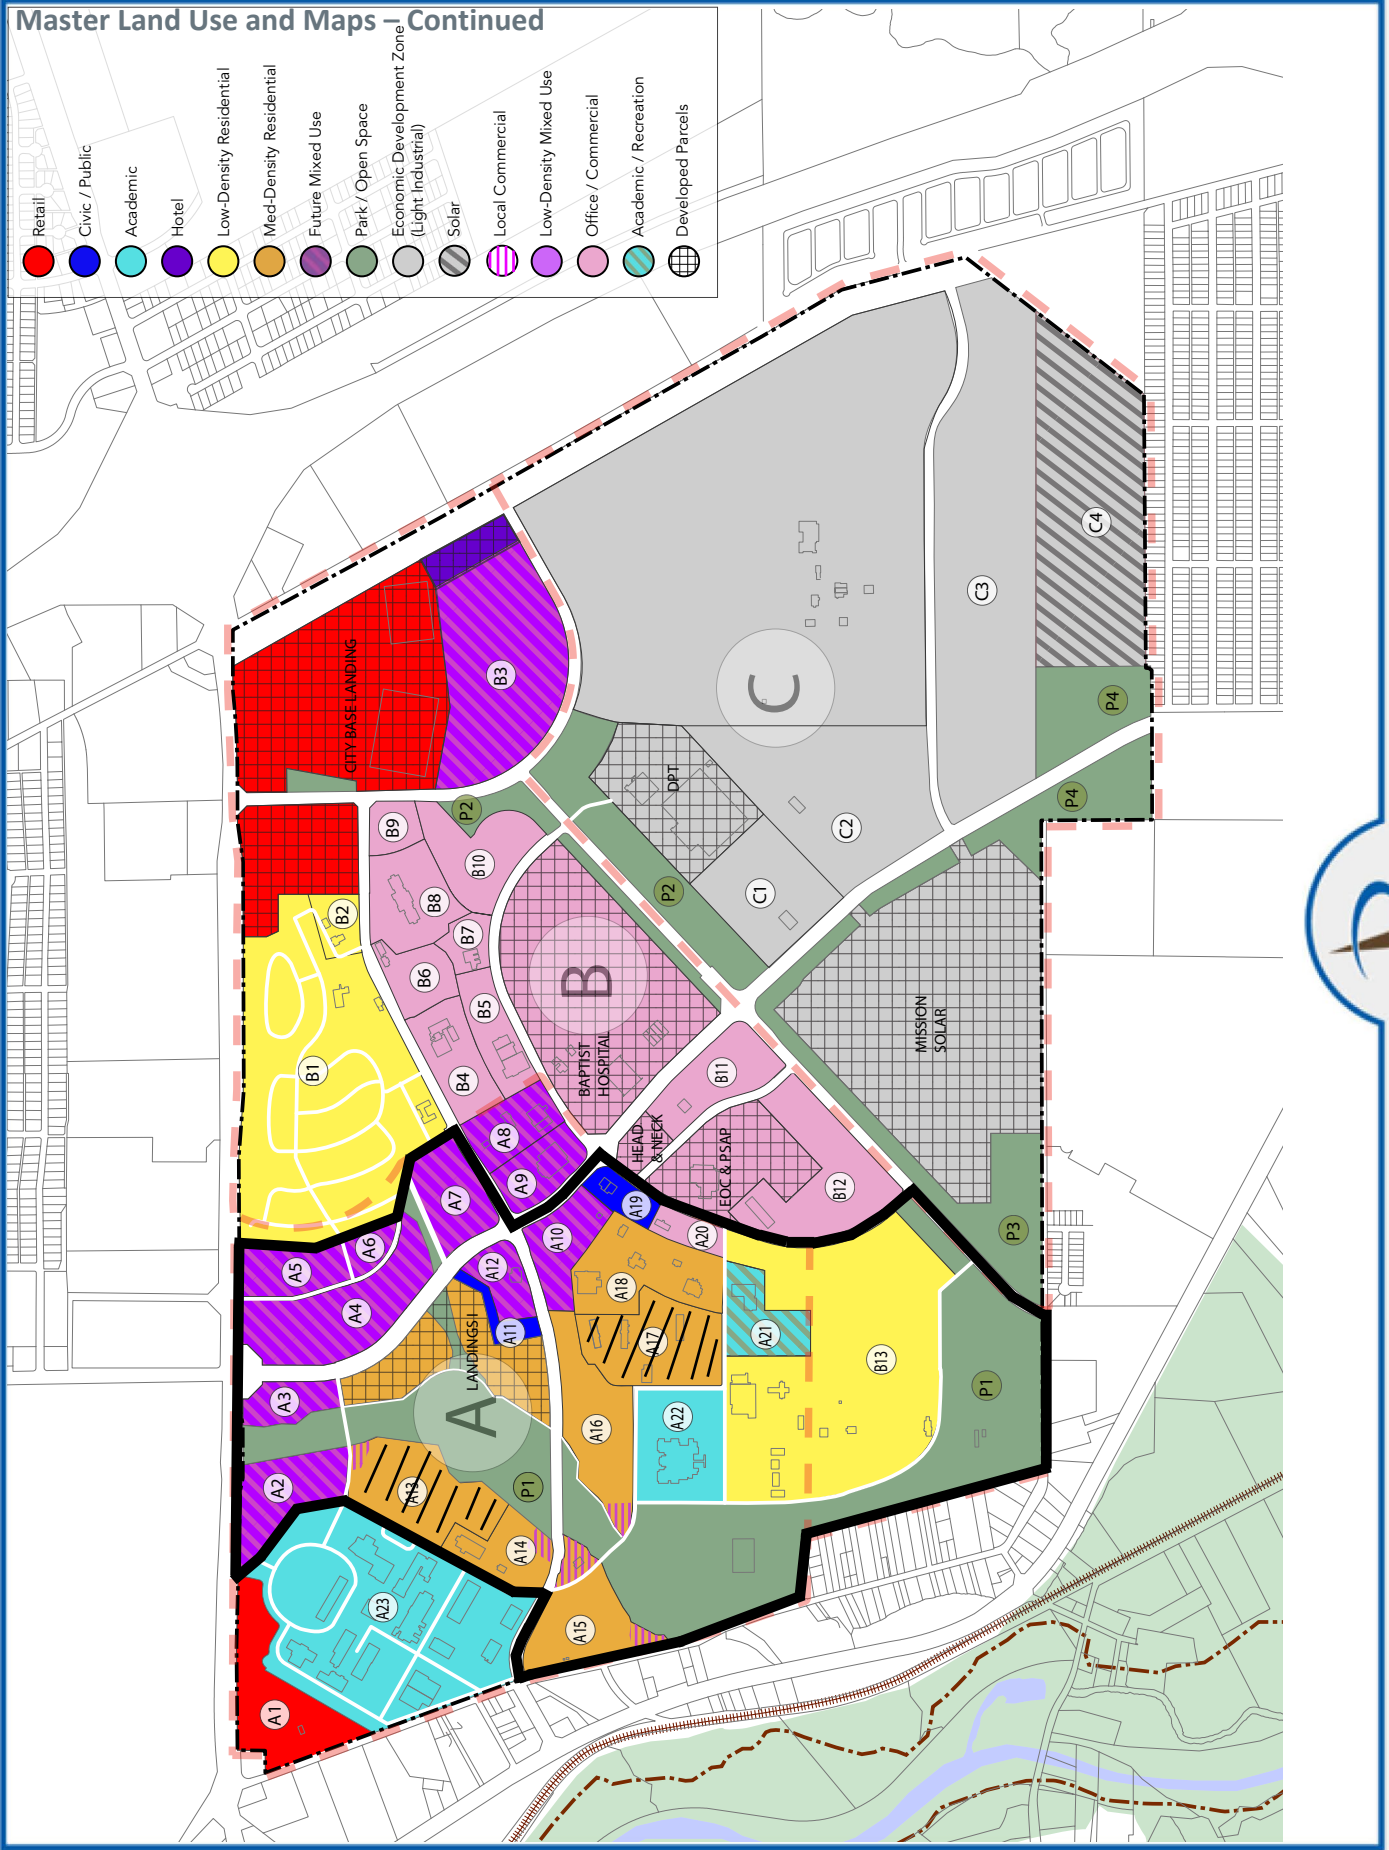 Master Land Use and Maps – Continued
Retail
Civic / Public
Academic
Hotel
Low-Density Residential
Med-Density Residential
Future Mixed Use
Park / Open Space
Economic Development Zone
(Light Industrial)
Solar
Local Commercial
Low-Density Mixed Use
Office / Commercial
Academic / Recreation
Developed Parcels
CITY BASE LANDING
B3
B9
P2
B10
B8
B2
B7
B6
B5
B4
B1
B
BAPTIST
HOSPITAL
DPT
P2
C
C1
C2
C3
C4
P4
P4
MISSION
SOLAR
B11
HEAD
& NECK
EOC & PSAP
B12
P3
A8
A9
A7
A10
A19
A20
A6
A5
A4
A12
A11
LANDINGS I
A18
A17
A21
B13
P1
A3
A
A16
A22
A2
A13
P1
A14
A23
A15
A1